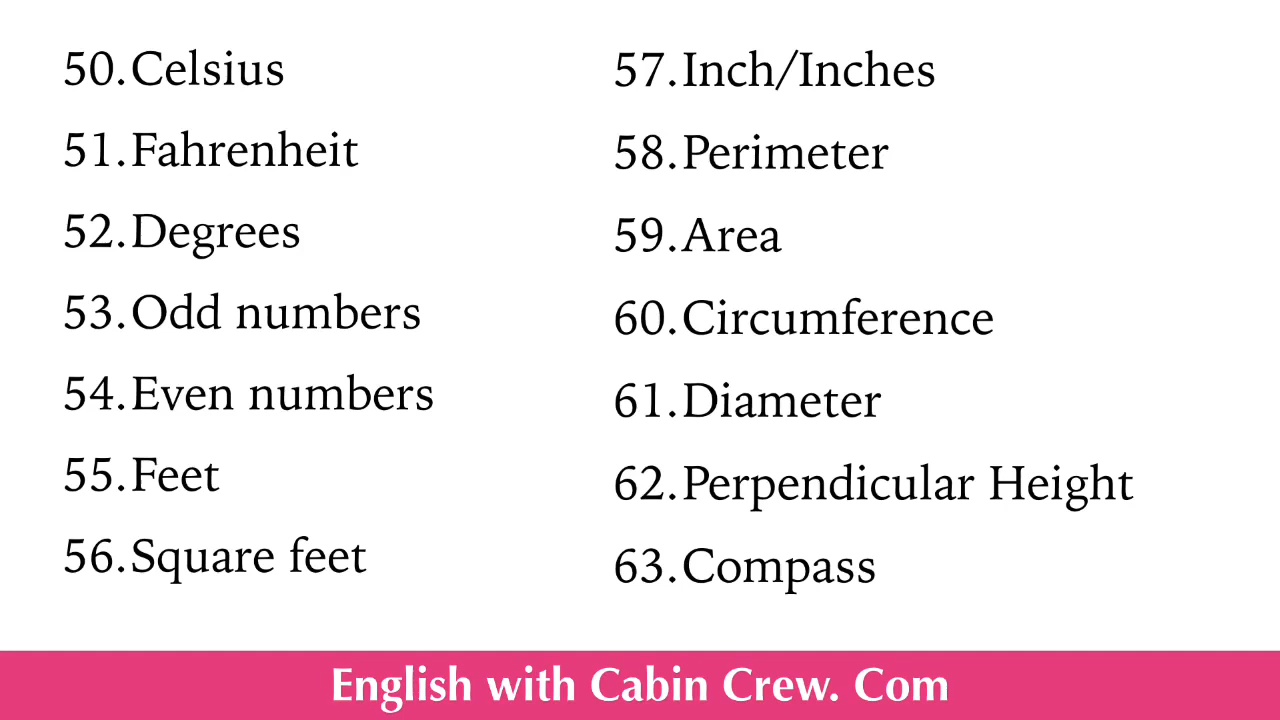 50.Celsius
51.Fahrenheit
52.Degrees
53.Odd numbers
54.Even numbers
55.Feet
56.Square feet
57.Inch/Inches
58.Perimeter
59.Area
60.Circumference
61.Diameter
62.Perpendicular Height
63.Compass
English with Cabin Crew. Com